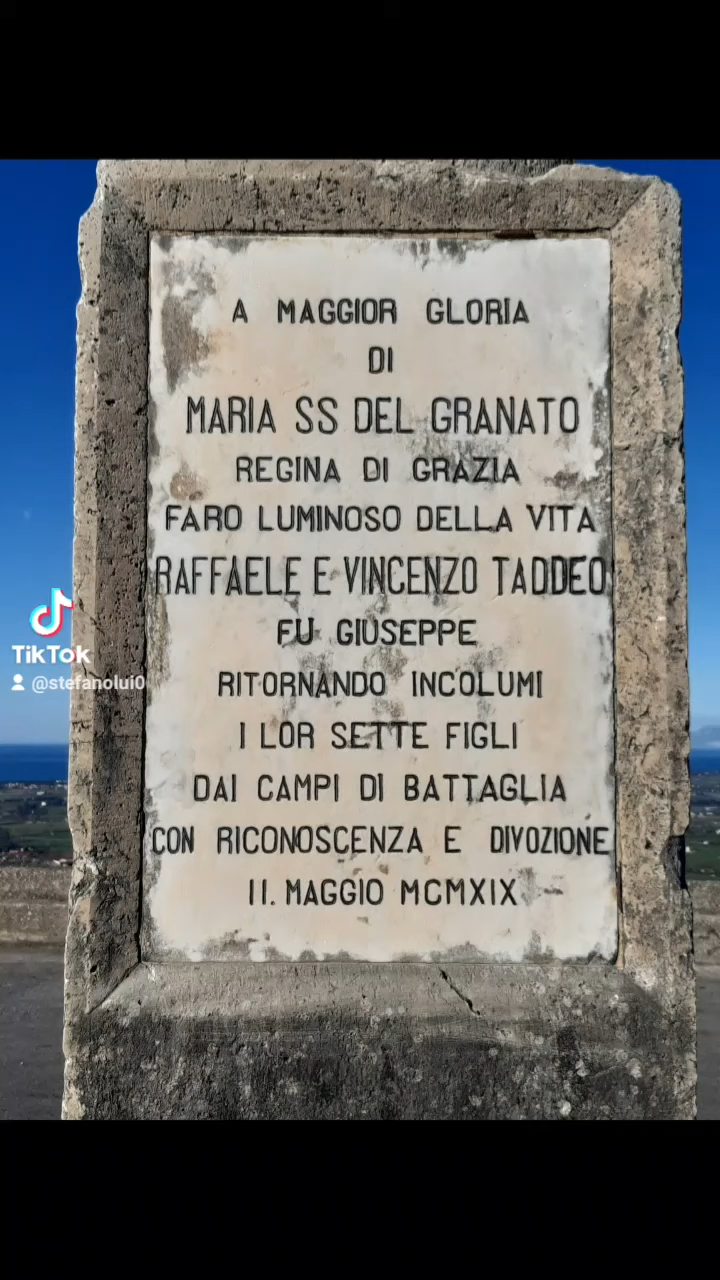 A MAGGIOR GLORIA
DI
MARIA SS DEL GRANATO
REGINA DI GRAZIA
FARO LUMINOSO DELLA VITA
RAFFAELE E VINCENZO TADDEO
FU GIUSEPPE
RITORNANDO INCOLUMI
I LOR SETTE FIGLI
DAI CAMPI DI BATTAGLIA
CON RICONOSCENZA E DIVOZIONE
II. MAGGIO MCMXIX
TikTok
@stefanolui0